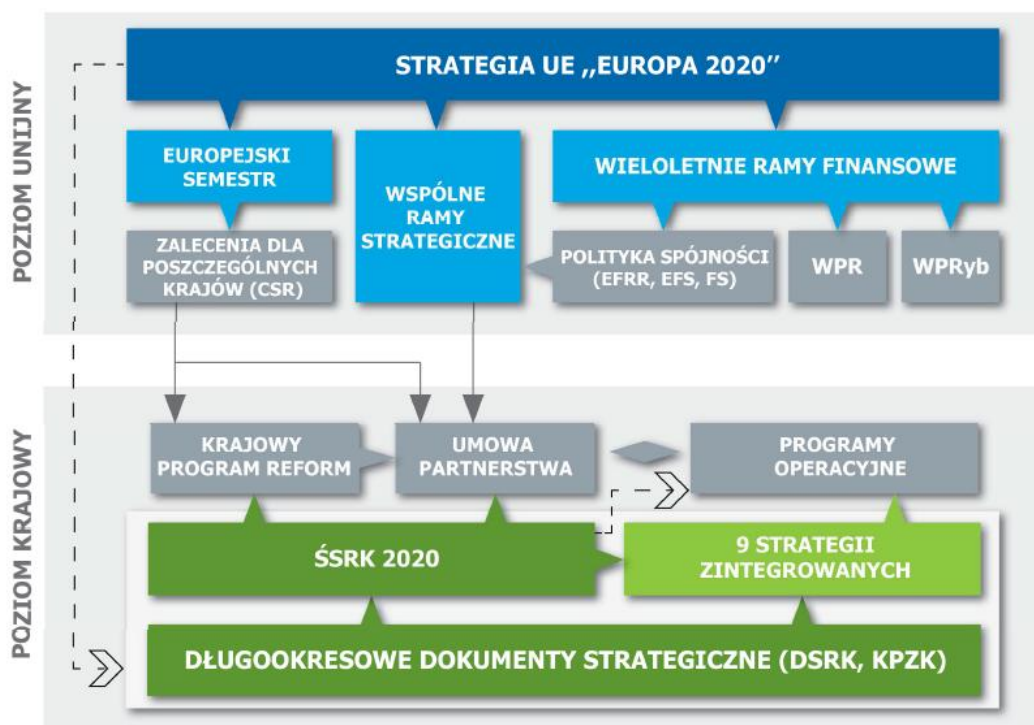 POZIOM UNIJNY
STRATEGIA UE „EUROPA 2020”
EUROPEJSKI
SEMESTR
WSPÓLNE
RAMY
STRATEGICZNE
WIELOLETNIE RAMY FINANSOWE
ZALECENIA DLA
POSZCZEGÓLNYCH
KRAJÓW (CSR)
POLITYKA SPÓJNOŚCI
(EFRR, EFS, FS)
WPR
WPRyb
POZIOM KRAJOWY
KRAJOWY
PROGRAM REFORM
UMOWA
PARTNERSTWA
PROGRAMY
OPERACYJNE
ŚSRK 2020
9 STRATEGII
ZINTEGROWANYCH
DŁUGOOKRESOWE DOKUMENTY STRATEGICZNE (DSRK, KPZK)